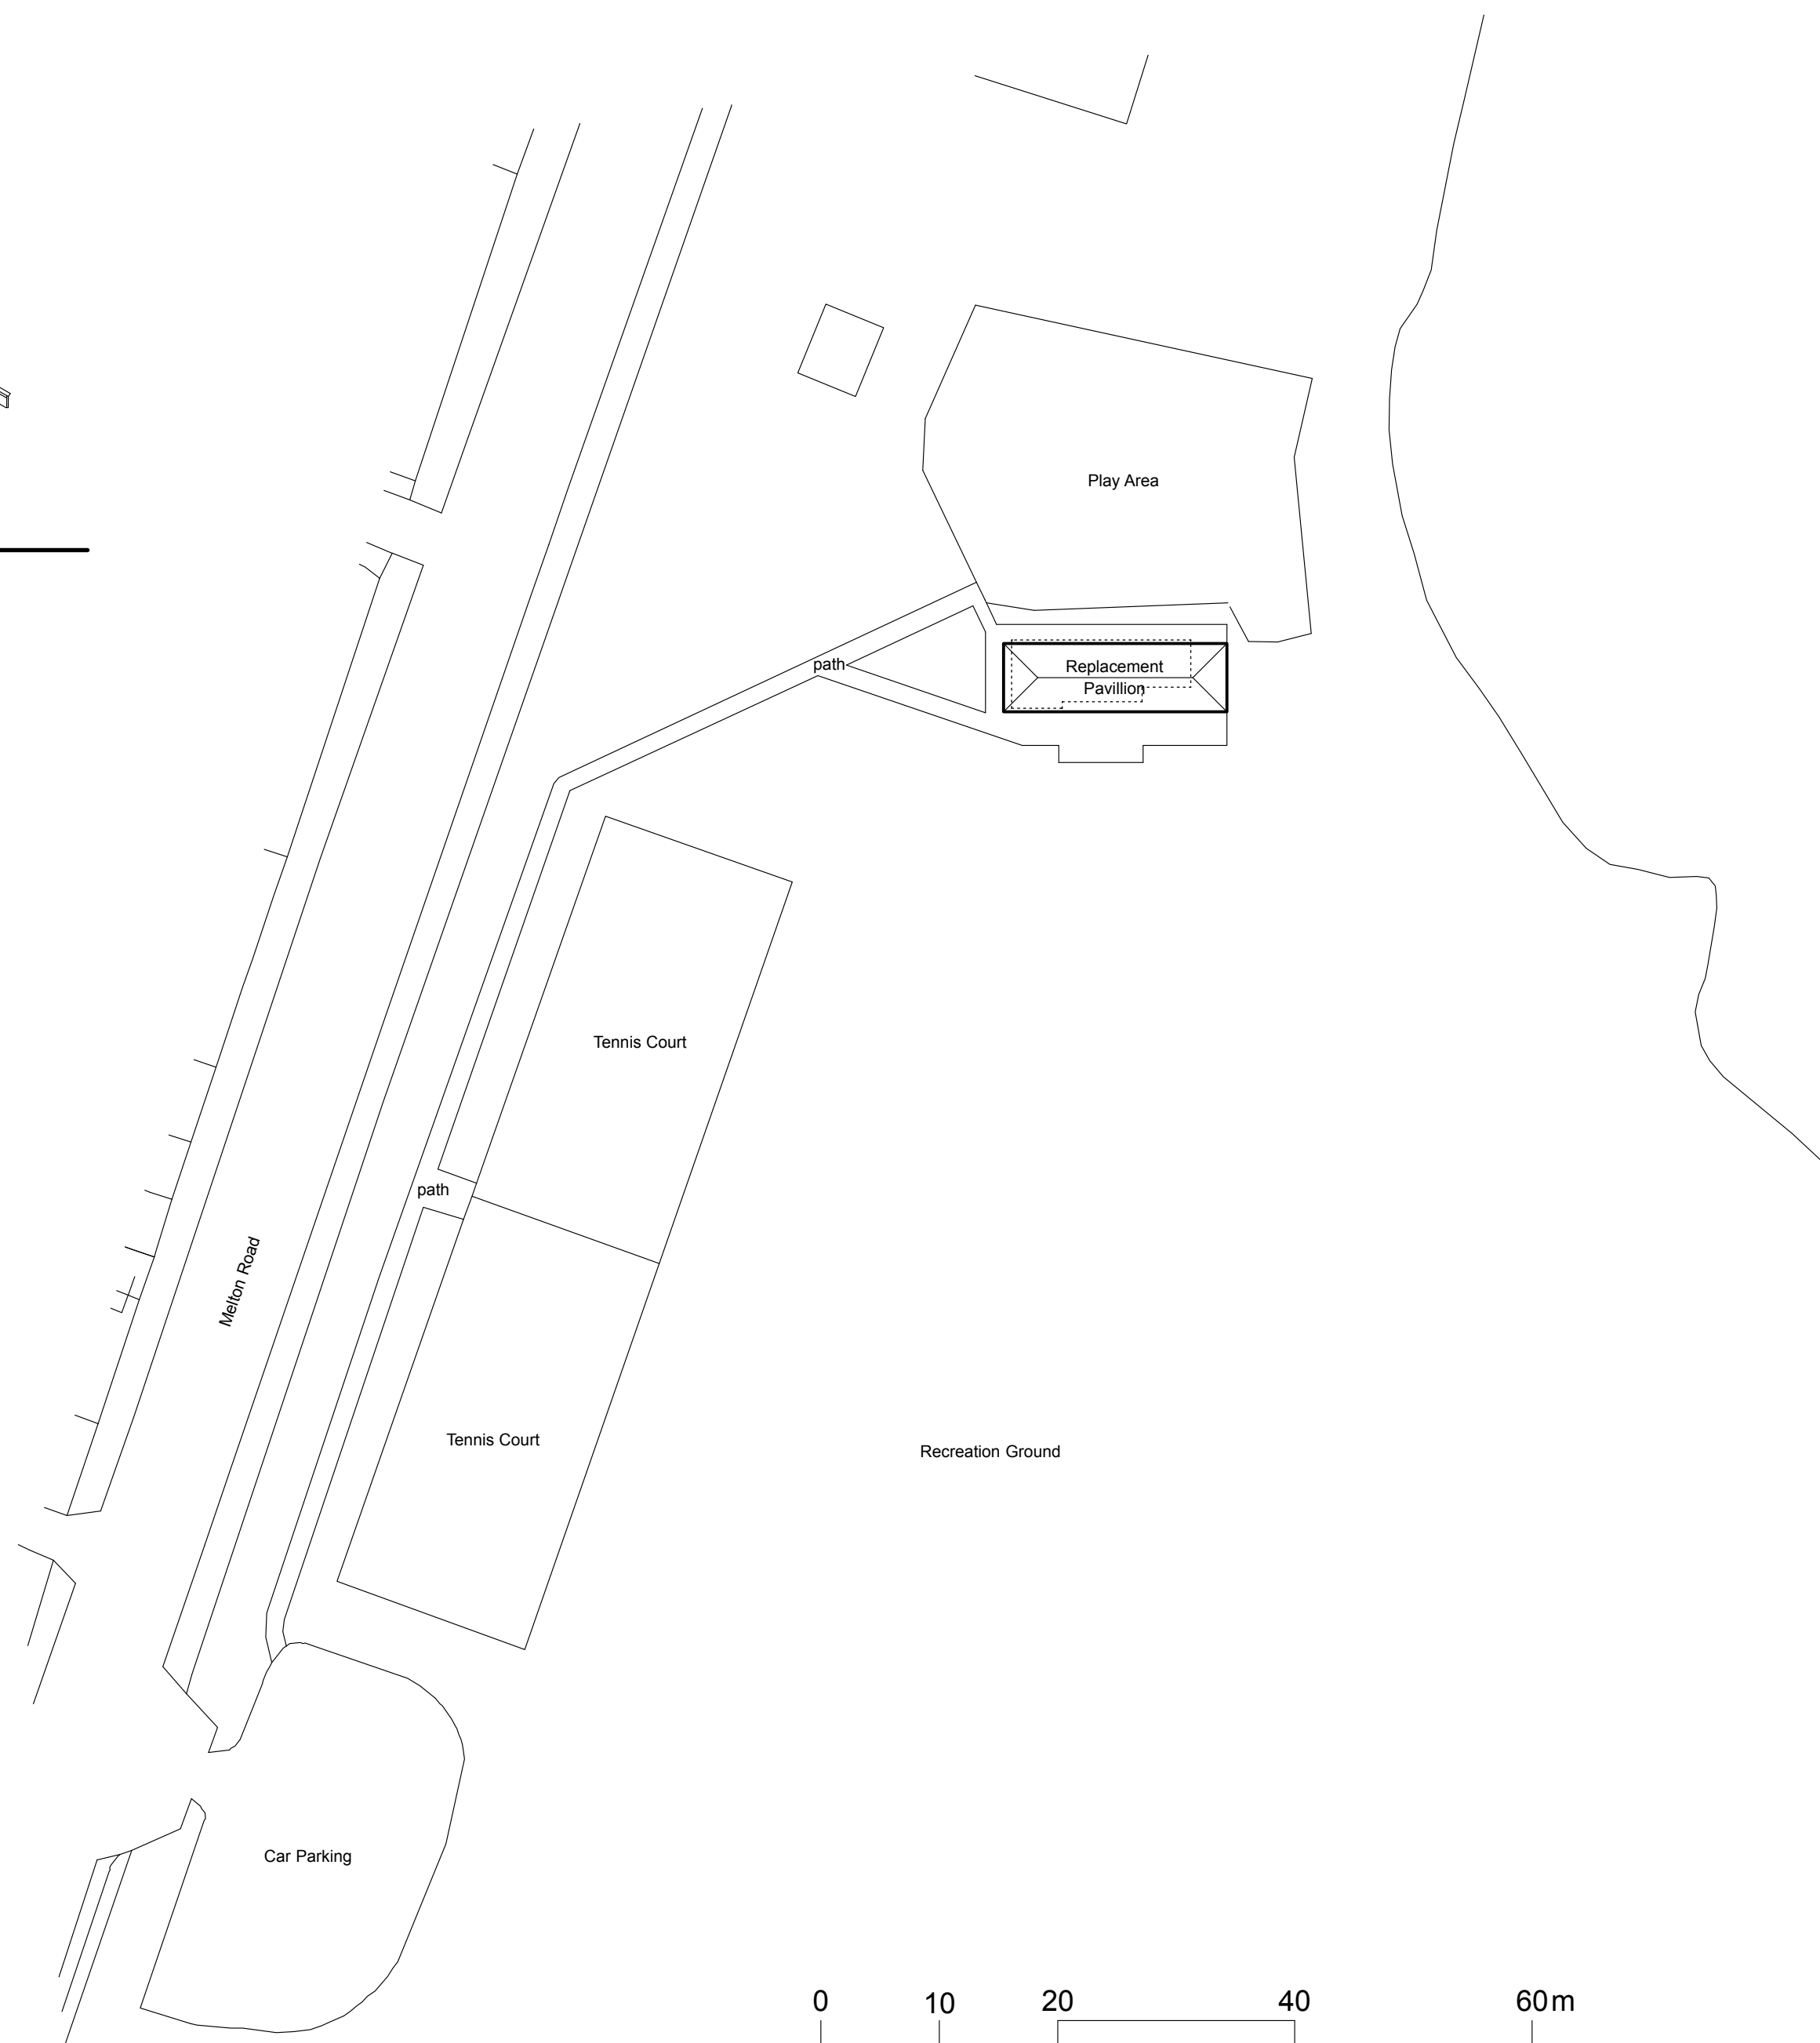 Play Area
path
Replacement
Pavillion
Tennis Court
path
Melton Road
Tennis Court
Recreation Ground
Car Parking
0 10 20 40 60m